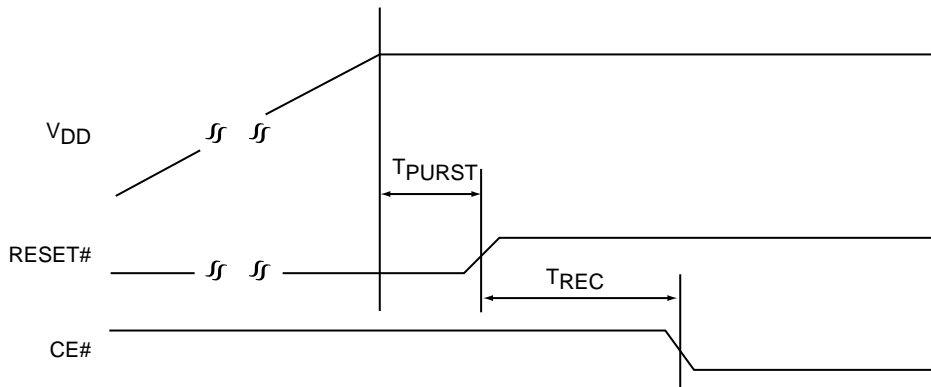 VDD
TPURST
RESET#
TREC
CE#